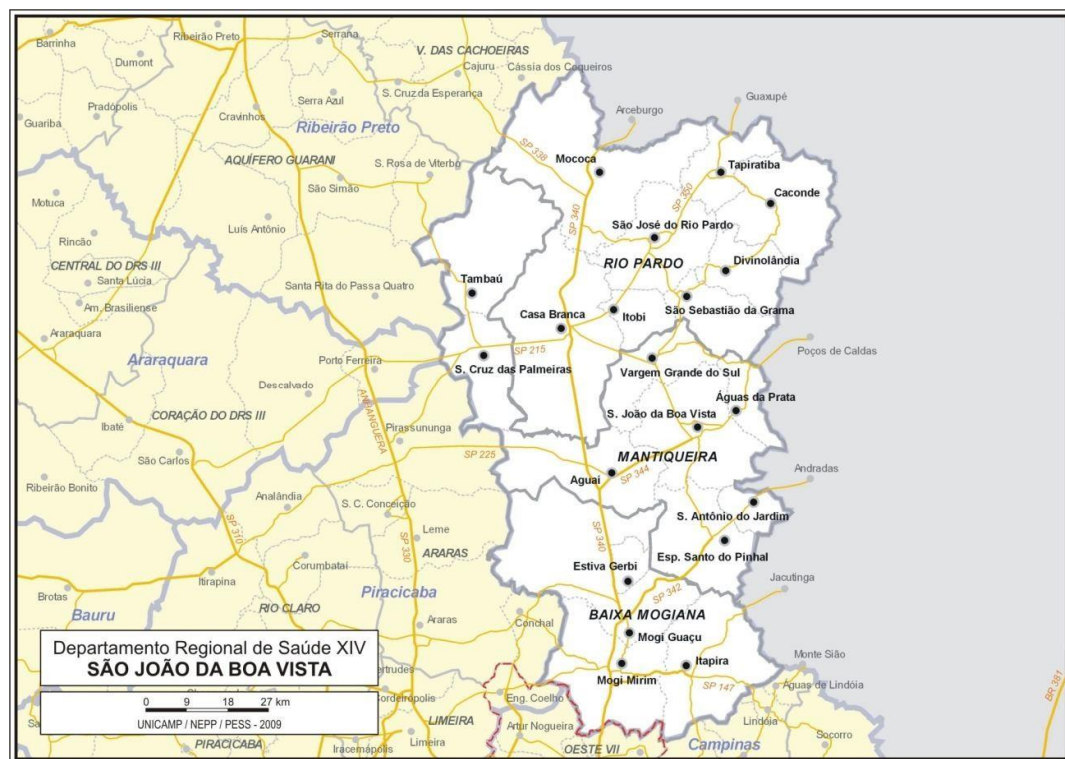 Barrinha
Ribeirão Preto
Serrana
V. DAS CACHOEIRAS
Dumont
Cajuru
Cássia dos Coqueiros
Pradópolis
Serra Azul
S. Cruz da Esperança
Guaxupé
Guariba
Cravinhos
Ribeirão Preto
Arceburgo
SP 338
AQUÍFERO GUARANI
S. Rosa de Viterbo
Mococa
Tapiratiba
São Simão
SP 350
Motuca
Caconde
SP 340
Luís Antônio
São José do Rio Pardo
Rincão
CENTRAL DO DRS III
RIO PARDO
Divinolândia
Santa Lúcia
Tambaú
Santa Rita do Passa Quatro
Am. Brasiliense
Casa Branca
Itobi
São Sebastião da Grama
Araraquara
SP 215
Poços de Caldas
Araraquara
Porto Ferreira
S. Cruz das Palmeiras
Vargem Grande do Sul
Descalvado
Águas da Prata
CORAÇÃO DO DRS III
ANHANGUERA
S. João da Boa Vista
Ibaté
Pirassununga
São Carlos
SP 225
MANTIQUEIRA
SP 344
Aguaí
Andradas
Ribeirão Bonito
Analândia
S. C. Conceição
S. Antônio do Jardim
SP 310
SP 330
Leme
SP 340
ARARAS
Esp. Santo do Pinhal
Corumbataí
Estiva Gerbi
Itirapina
Jacutinga
SP 342
Brotas
RIO CLARO
Piracicaba
Bauru
BAIXA MOGIANA
Araras
Conchal
Mogi Guaçu
Departamento Regional de Saúde XIV
SÃO JOÃO DA BOA VISTA
Itapira
Monte Sião
Mogi Mirim
SP 147
Águas de Lindóia
BR 381
0 9 18 27 km
Eng. Coelho
Lindóia
UNICAMP / NEPP / PESS - 2009
LIMEIRA
Artur Nogueira
Socorro
PIRACICABA
Iracemápolis
Limeira
OESTE VII
Campinas